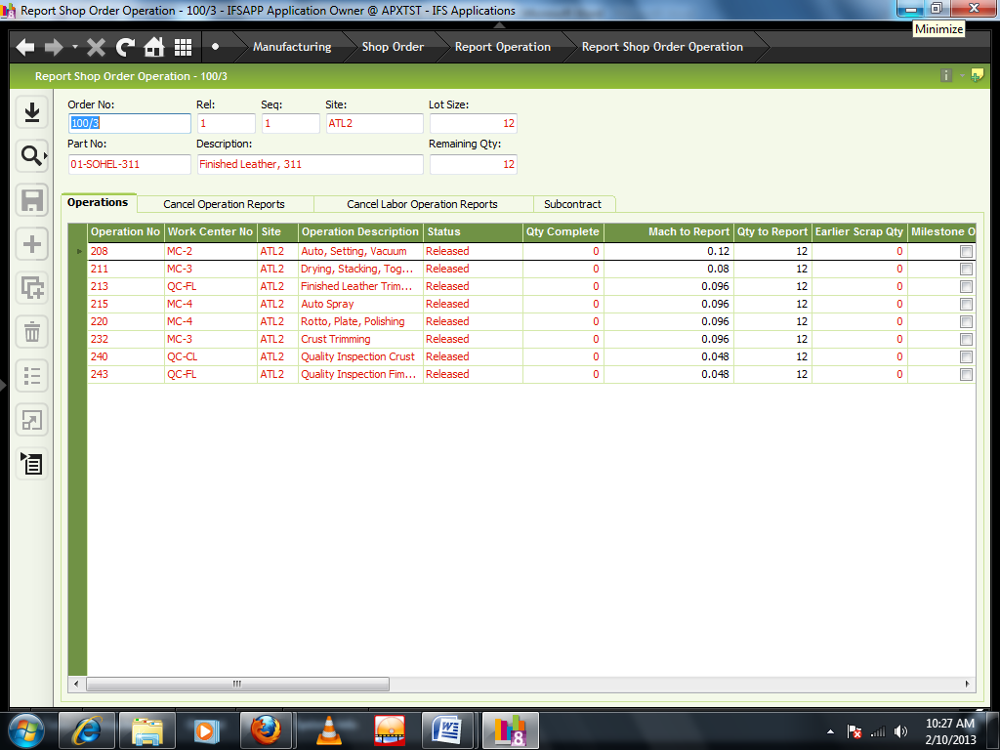 Report Shop Order Operation - 100/3 - IFSAPP Application Owner @ APXTST - IFS Applications
Minimize
Manufacturing Shop Order Report Operation Report Shop Order Operation
Report Shop Order Operation - 100/3
Order No: Rel: Seq: Site: Lot Size:
100/3 1 1 ATL2 12
Part No: Description: Remaining Qty:
01-SOHEL-311 Finished Leather, 311 12
Operations Cancel Operation Reports Cancel Labor Operation Reports Subcontract
Operation No Work Center No Site Operation Description Status Qty Complete Mach to Report Qty to Report Earlier Scrap Qty Milestone O
208 MC-2 ATL2 Auto, Setting, Vacuum Released 0 0.12 12 0
211 MC-3 ATL2 Drying, Stacking, Tog... Released 0 0.08 12 0
213 QC-FL ATL2 Finished Leather Trim... Released 0 0.096 12 0
215 MC-4 ATL2 Auto Spray Released 0 0.096 12 0
220 MC-4 ATL2 Rotto, Plate, Polishing Released 0 0.096 12 0
232 MC-3 ATL2 Crust Trimming Released 0 0.096 12 0
240 QC-CL ATL2 Quality Inspection Crust Released 0 0.048 12 0
243 QC-FL ATL2 Quality Inspection Fim... Released 0 0.048 12 0
10:27 AM
2/10/2013